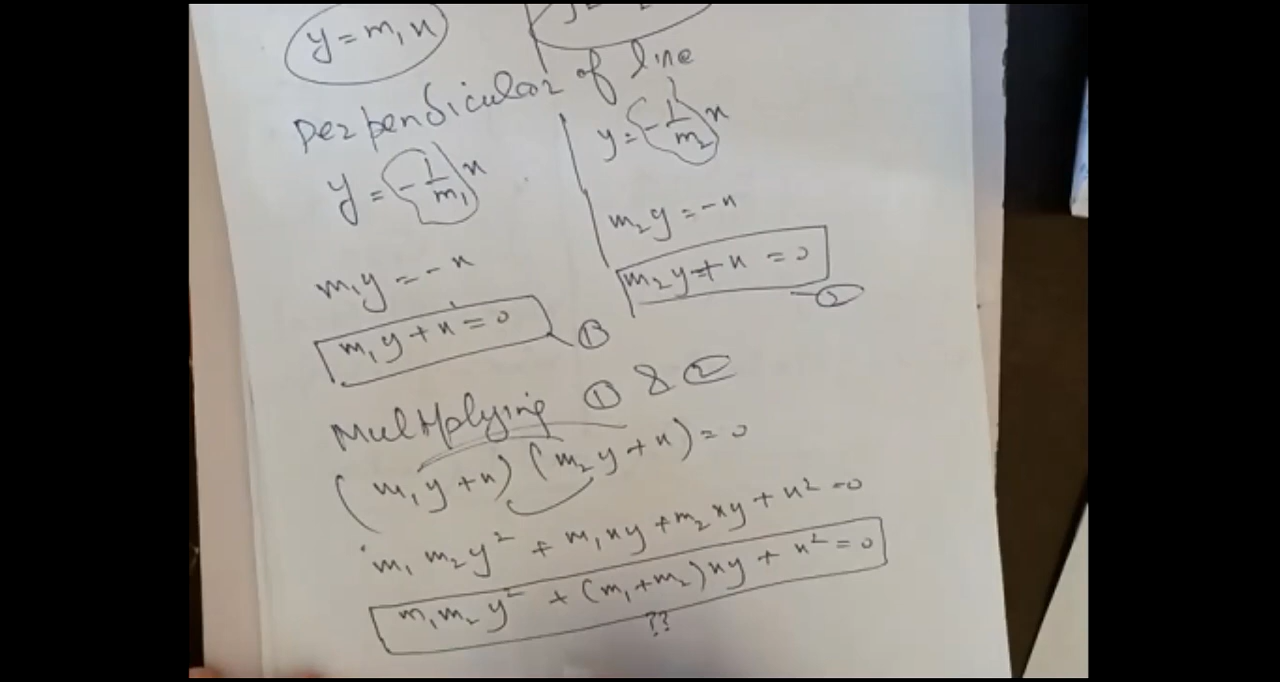 y = m₁x
Perpendicular of line
y = (-1/m₁)x
m₁y = -x
m₁y + x = 0 ①
y = (-1/m₂)x
m₂y = -x
m₂y + x = 0 ②
Multiplying ① & ②
(m₁y + x) (m₂y + x) = 0
m₁m₂y² + m₁xy + m₂xy + x² = 0
m₁m₂y² + (m₁+m₂)xy + x² = 0
??